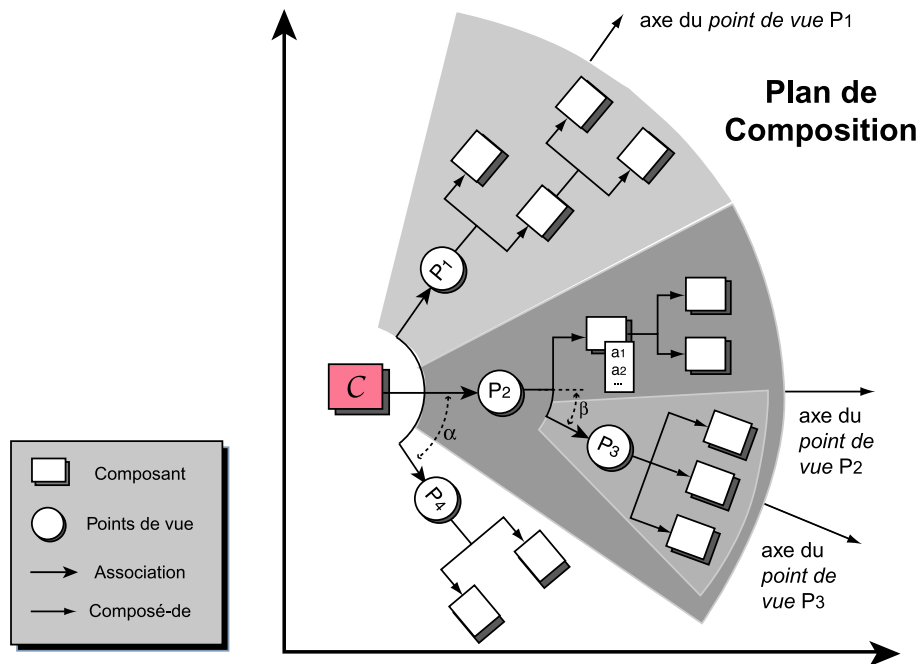 axe du point de vue P1
Plan de
Composition
P1
a1
a2
...
C
P2
β
α
axe du
point de
vue P2
P3
Composant
P4
Points de vue
axe du
point de
vue P3
Association
Composé-de